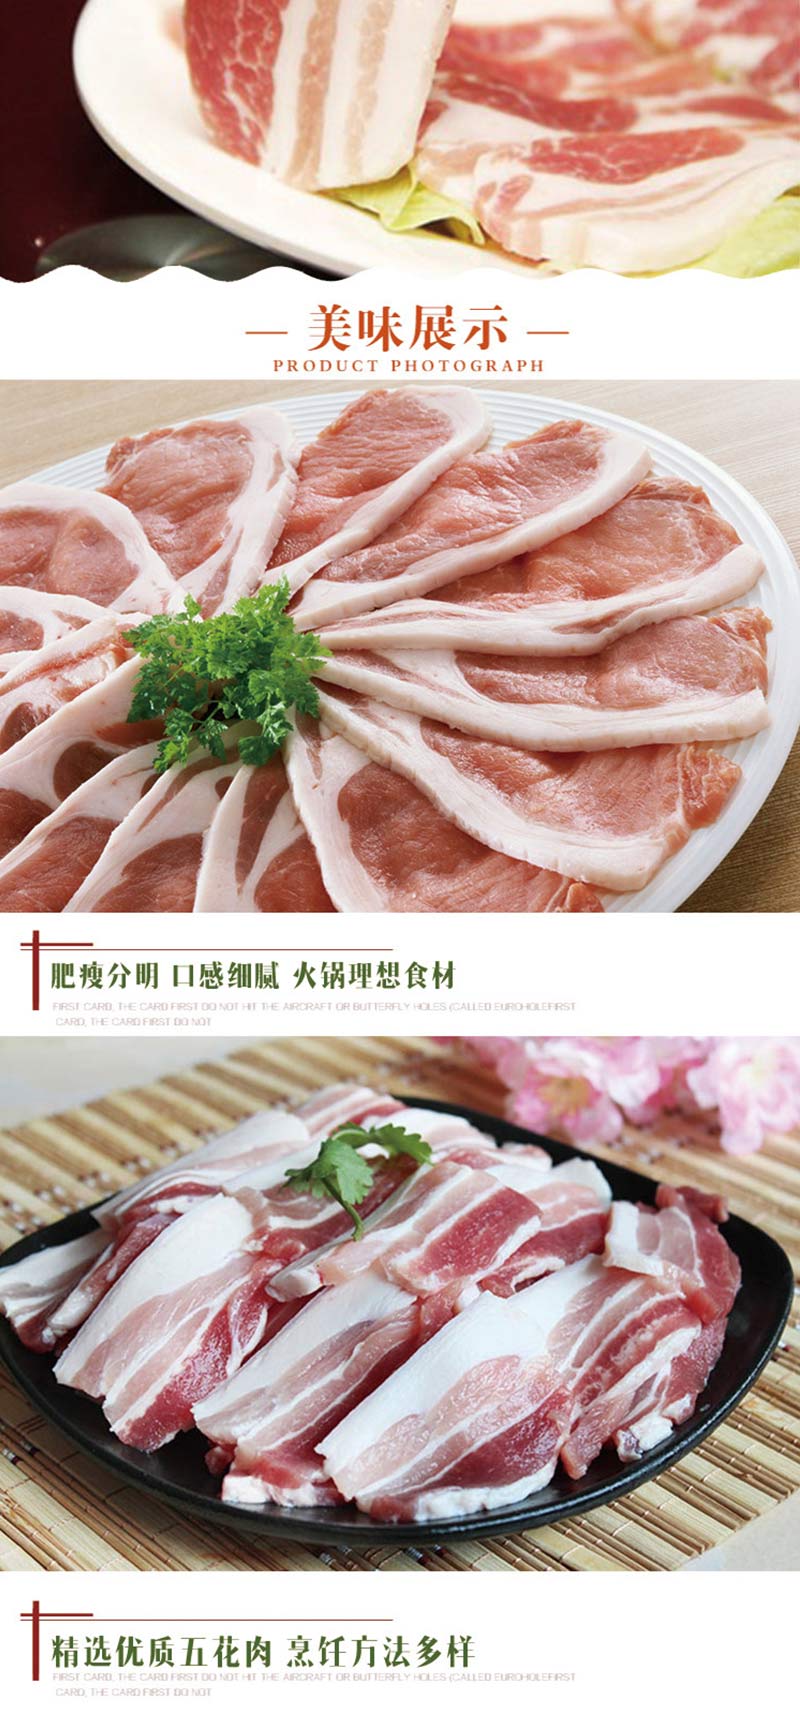 — 美味展示 —
PRODUCT PHOTOGRAPH
肥瘦分明 口感细腻 火锅理想食材
FIRST CARD, THE CARD FIRST DO NOT HIT THE AIRCRAFT OR BUTTERFLY HOLES (CALLED EUROHOLEFIRST
CARD, THE CARD FIRST DO NOT
精选优质五花肉 烹饪方法多样
FIRST CARD, THE CARD FIRST DO NOT HIT THE AIRCRAFT OR BUTTERFLY HOLES (CALLED EUROHOLEFIRST
CARD, THE CARD FIRST DO NOT